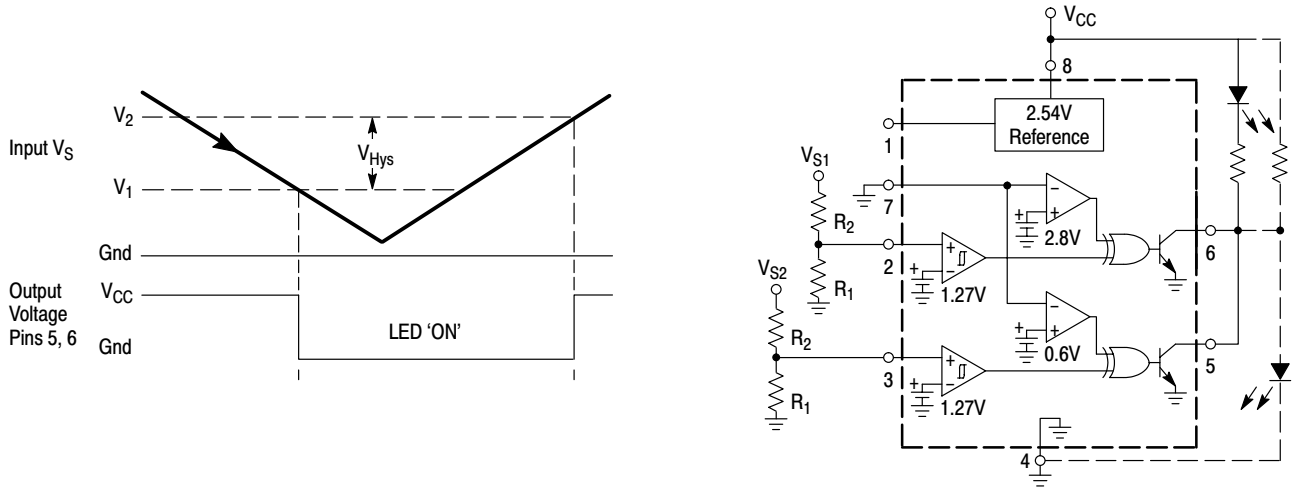 Input VS
V2
VHys
V1
Gnd
Output
Voltage
Pins 5, 6
VCC
Gnd
LED ‘ON’
VCC
8
2.54V
Reference
1
VS1
7
R2
2.8V
6
2
R1
1.27V
VS2
R2
0.6V
5
3
R1
1.27V
4
+
−
+
+
−
+
−
+
+
−
+
+